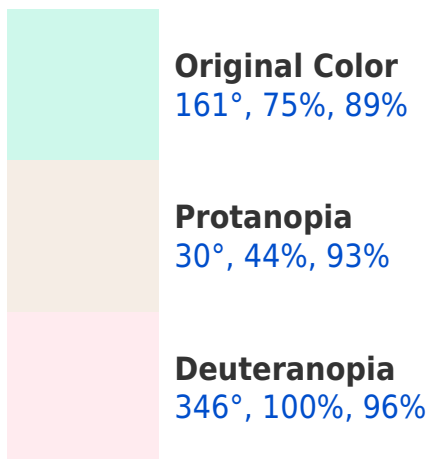 Original Color
161°, 75%, 89%
Protanopia
30°, 44%, 93%
Deuteranopia
346°, 100%, 96%